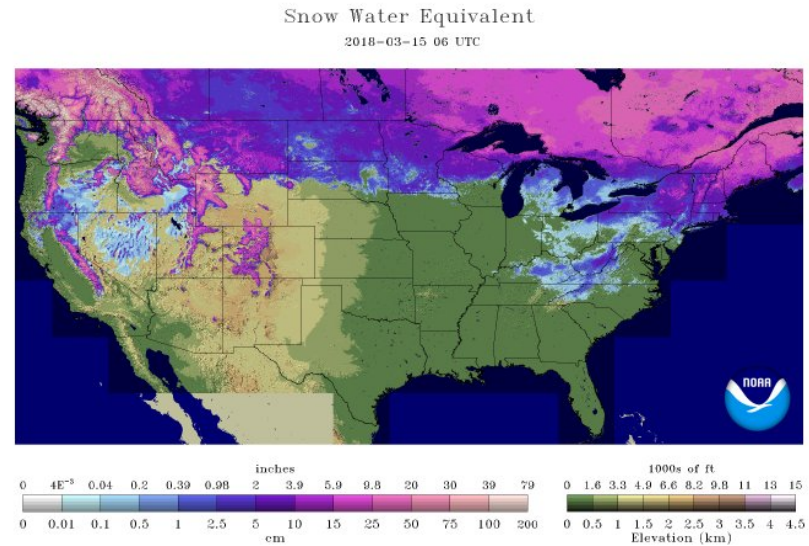 Snow Water Equivalent
2018-03-15 06 UTC
NOAA
inches
0 4E⁻³ 0.04 0.2 0.39 0.98 2 3.9 5.9 9.8 20 30 39 79
0 0.01 0.1 0.5 1 2.5 5 10 15 25 50 75 100 200
cm
1000s of ft
0 1.6 3.3 4.9 6.6 8.2 9.8 11 13 15
0 0.5 1 1.5 2 2.5 3 3.5 4 4.5
Elevation (km)